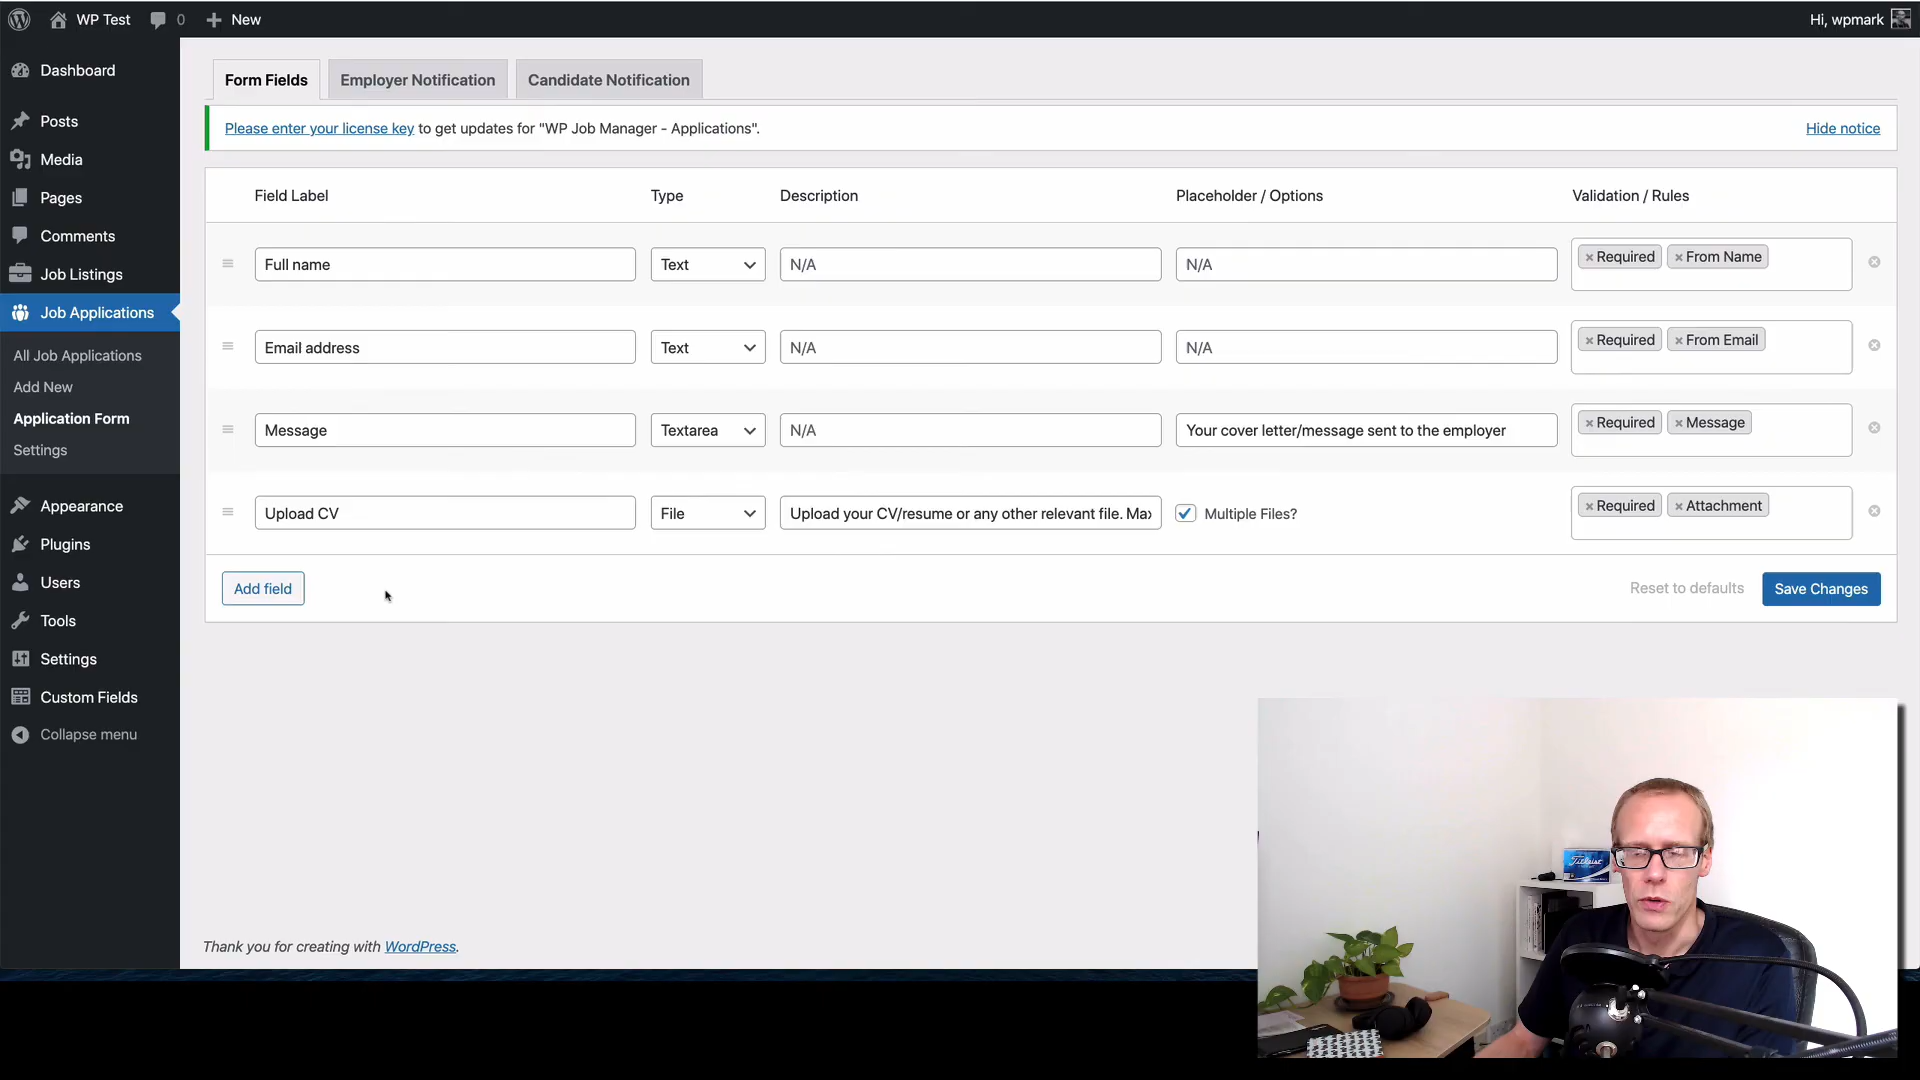 WP Test 0 New Hi, wpmark
Dashboard
Posts
Media
Pages
Comments
Job Listings
Job Applications
All Job Applications
Add New
Application Form
Settings
Appearance
Plugins
Users
Tools
Settings
Custom Fields
Collapse menu
Form Fields Employer Notification Candidate Notification
Please enter your license key to get updates for "WP Job Manager - Applications". Hide notice
Field Label Type Description Placeholder / Options Validation / Rules
Full name Text N/A N/A × Required × From Name
Email address Text N/A N/A × Required × From Email
Message Textarea N/A Your cover letter/message sent to the employer × Required × Message
Upload CV File Upload your CV/resume or any other relevant file. Max Multiple Files? × Required × Attachment
Add field Reset to defaults Save Changes
Thank you for creating with WordPress.
Titleist